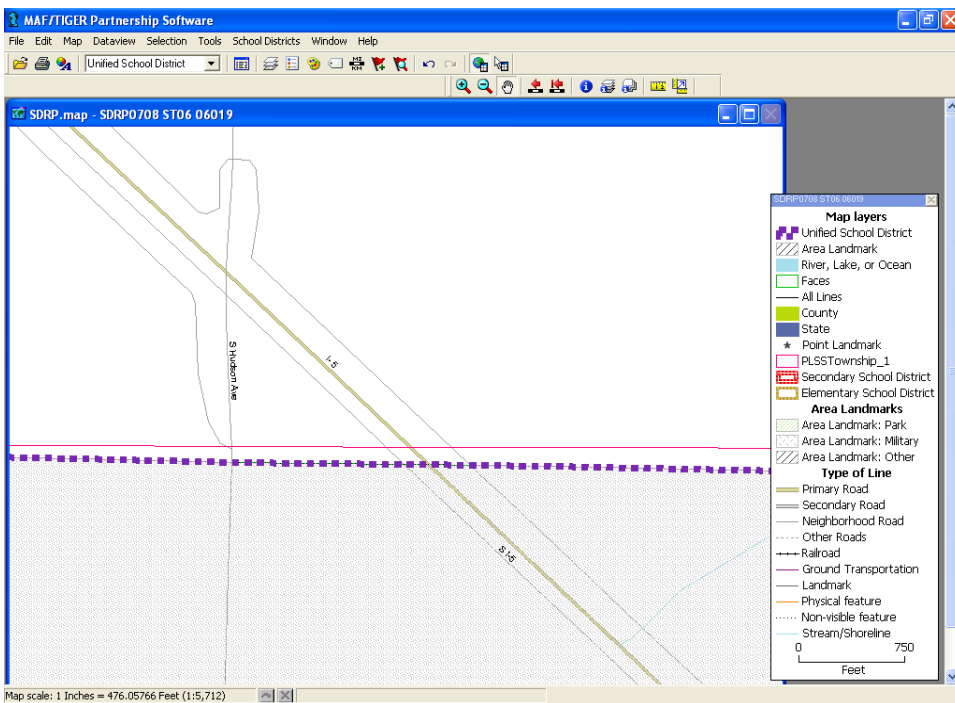 MAF/TIGER Partnership Software
File Edit Map Dataview Selection Tools School Districts Window Help
Unified School District
MI
KM
SDRP.map - SDRP0708 ST06 06019
S Hudson Ave
I- 5
S I-5
SDRP0708 ST06 06019
Map layers
Unified School District
Area Landmark
River, Lake, or Ocean
Faces
All Lines
County
State
Point Landmark
PLSSTownship_1
Secondary School District
Elementary School District
Area Landmarks
Area Landmark: Park
Area Landmark: Military
Area Landmark: Other
Type of Line
Primary Road
Secondary Road
Neighborhood Road
Other Roads
Railroad
Ground Transportation
Landmark
Physical feature
Non-visible feature
Stream/Shoreline
0 750
Feet
Map scale: 1 Inches = 476.05766 Feet (1:5,712)